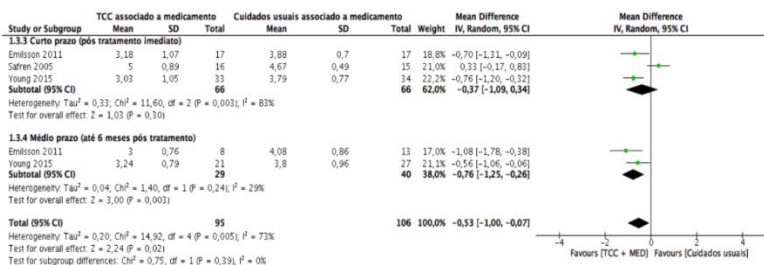 TCC associado a medicamento Cuidados usuais associado a medicamento Mean Difference Mean Difference
Study or Subgroup Mean SD Total Mean SD Total Weight IV, Random, 95% CI IV, Random, 95% CI
1.3.3 Curto prazo (pós tratamento imediato)
Emilsson 2011 3,18 1,07 17 3,88 0,7 17 18,8% -0,70 [-1,31, -0,09]
Safren 2005 5 0,89 16 4,67 0,49 15 21,0% 0,33 [-0,17, 0,83]
Young 2015 3,03 1,05 33 3,79 0,77 34 22,2% -0,76 [-1,20, -0,32]
Subtotal (95% CI) 66 66 62,0% -0,37 [-1,09, 0,34]
Heterogeneity: Tau² = 0,33; Chi² = 11,60, df = 2 (P = 0,003); I² = 83%
Test for overall effect: Z = 1,03 (P = 0,30)
1.3.4 Médio prazo (até 6 meses pós tratamento)
Emilsson 2011 3 0,76 8 4,08 0,86 13 17,0% -1,08 [-1,78, -0,38]
Young 2015 3,24 0,79 21 3,8 0,96 27 21,1% -0,56 [-1,06, -0,06]
Subtotal (95% CI) 29 40 38,0% -0,76 [-1,25, -0,26]
Heterogeneity: Tau² = 0,04; Chi² = 1,40, df = 1 (P = 0,24); I² = 29%
Test for overall effect: Z = 3,00 (P = 0,003)
Total (95% CI) 95 106 100,0% -0,53 [-1,00, -0,07]
Heterogeneity: Tau² = 0,20; Chi² = 14,92, df = 4 (P = 0,005); I² = 73%
Test for overall effect: Z = 2,24 (P = 0,02)
Test for subgroup differences: Chi² = 0,75, df = 1 (P = 0,39), I² = 0%
-4 -2 0 2 4
Favours [TCC + MED] Favours [Cuidados usuais]